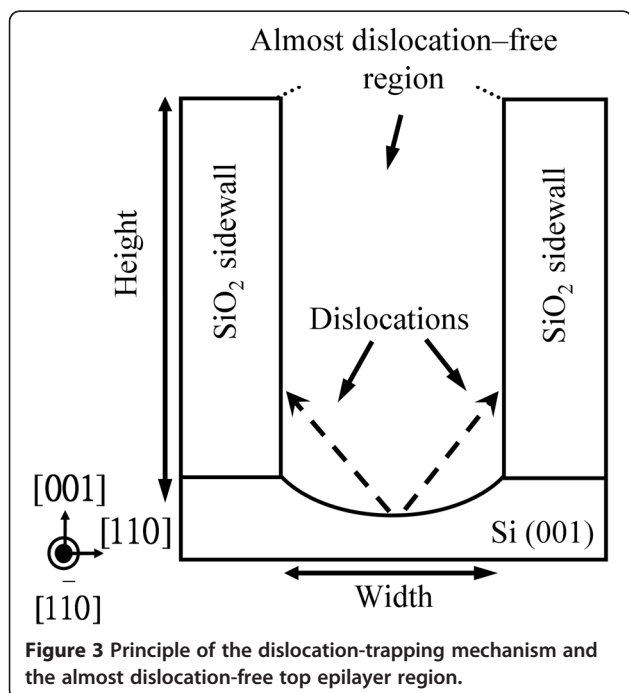 Almost dislocation–free
region
Height
SiO₂ sidewall
SiO₂ sidewall
Dislocations
[001]
[110]
[1̄10]
Si (001)
Width
Figure 3 Principle of the dislocation-trapping mechanism and
the almost dislocation-free top epilayer region.